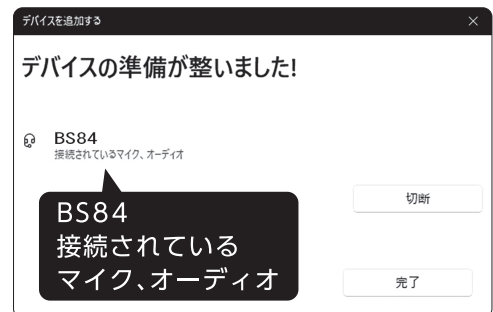 デバイスを追加する
デバイスの準備が整いました!
BS84
接続されているマイク、オーディオ
切断
BS84
接続されている
マイク、オーディオ
完了